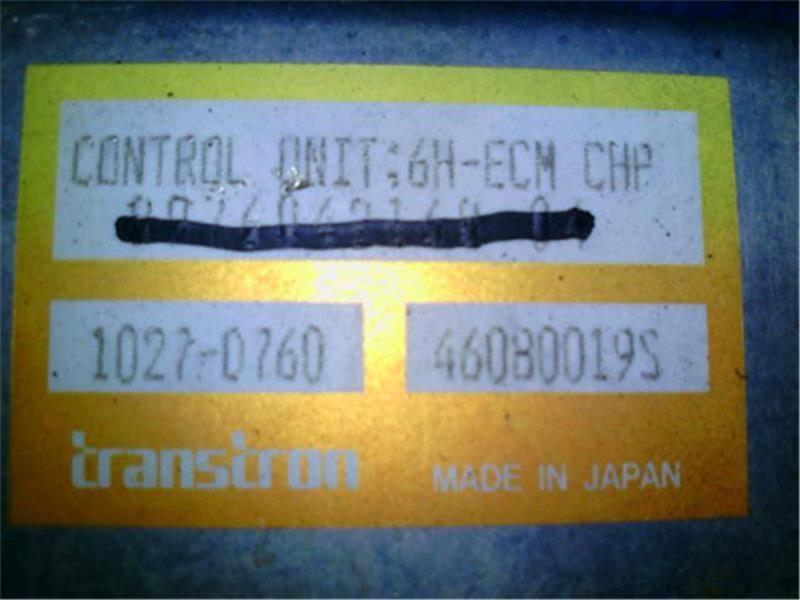 CONTROL UNIT:6H-ECM CHP
1027-0760
460B0019S
transtron
MADE IN JAPAN